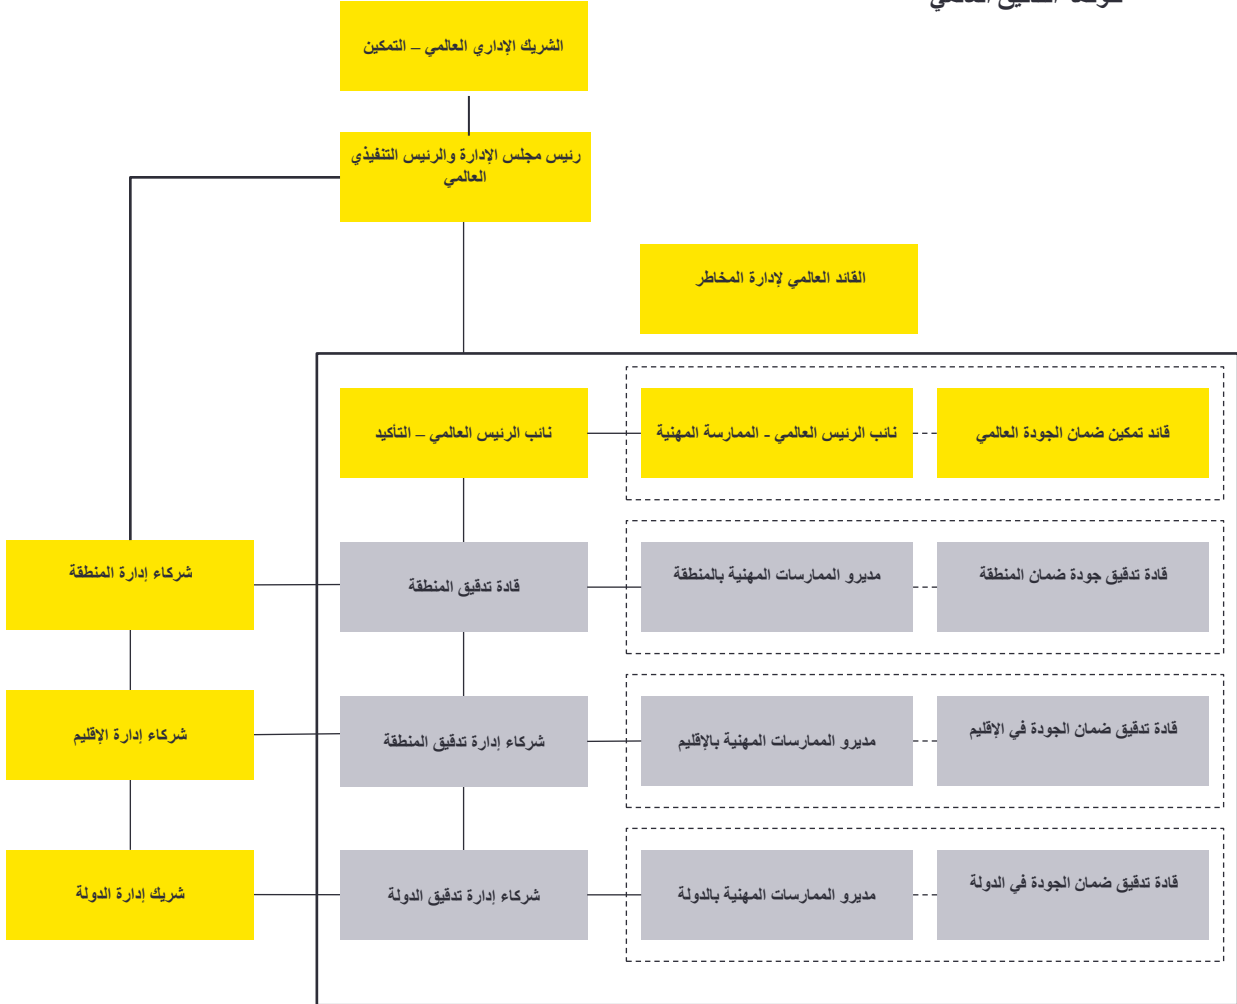 الشريك الإداري العالمي – التمكين
رئيس مجلس الإدارة والرئيس التنفيذي
العالمي
القائد العالمي لإدارة المخاطر
نائب الرئيس العالمي – التأكيد
نائب الرئيس العالمي - الممارسة المهنية
قائد تمكين ضمان الجودة العالمي
شركاء إدارة المنطقة
قادة تدقيق المنطقة
مديرو الممارسات المهنية بالمنطقة
قادة تدقيق جودة ضمان المنطقة
شركاء إدارة الإقليم
شركاء إدارة تدقيق المنطقة
مديرو الممارسات المهنية بالإقليم
قادة تدقيق ضمان الجودة في الإقليم
شريك إدارة الدولة
شركاء إدارة تدقيق الدولة
مديرو الممارسات المهنية بالدولة
قادة تدقيق ضمان الجودة في الدولة